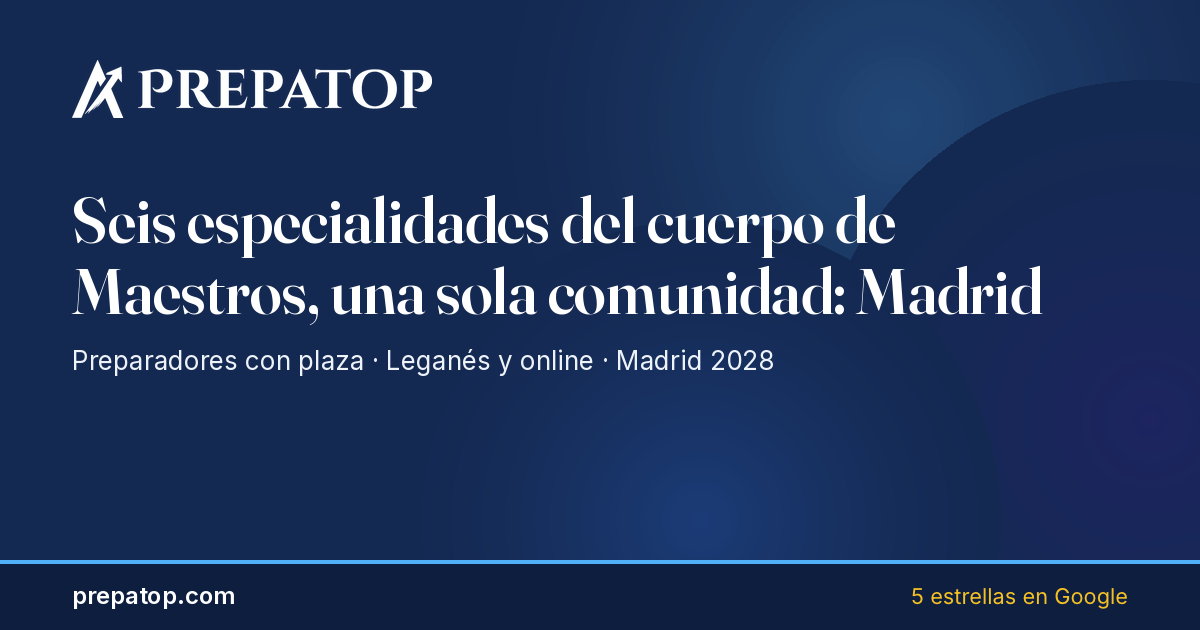 PREPATOP
Seis especialidades del cuerpo de
Maestros, una sola comunidad: Madrid
Preparadores con plaza · Leganés y online · Madrid 2028
prepatop.com
5 estrellas en Google